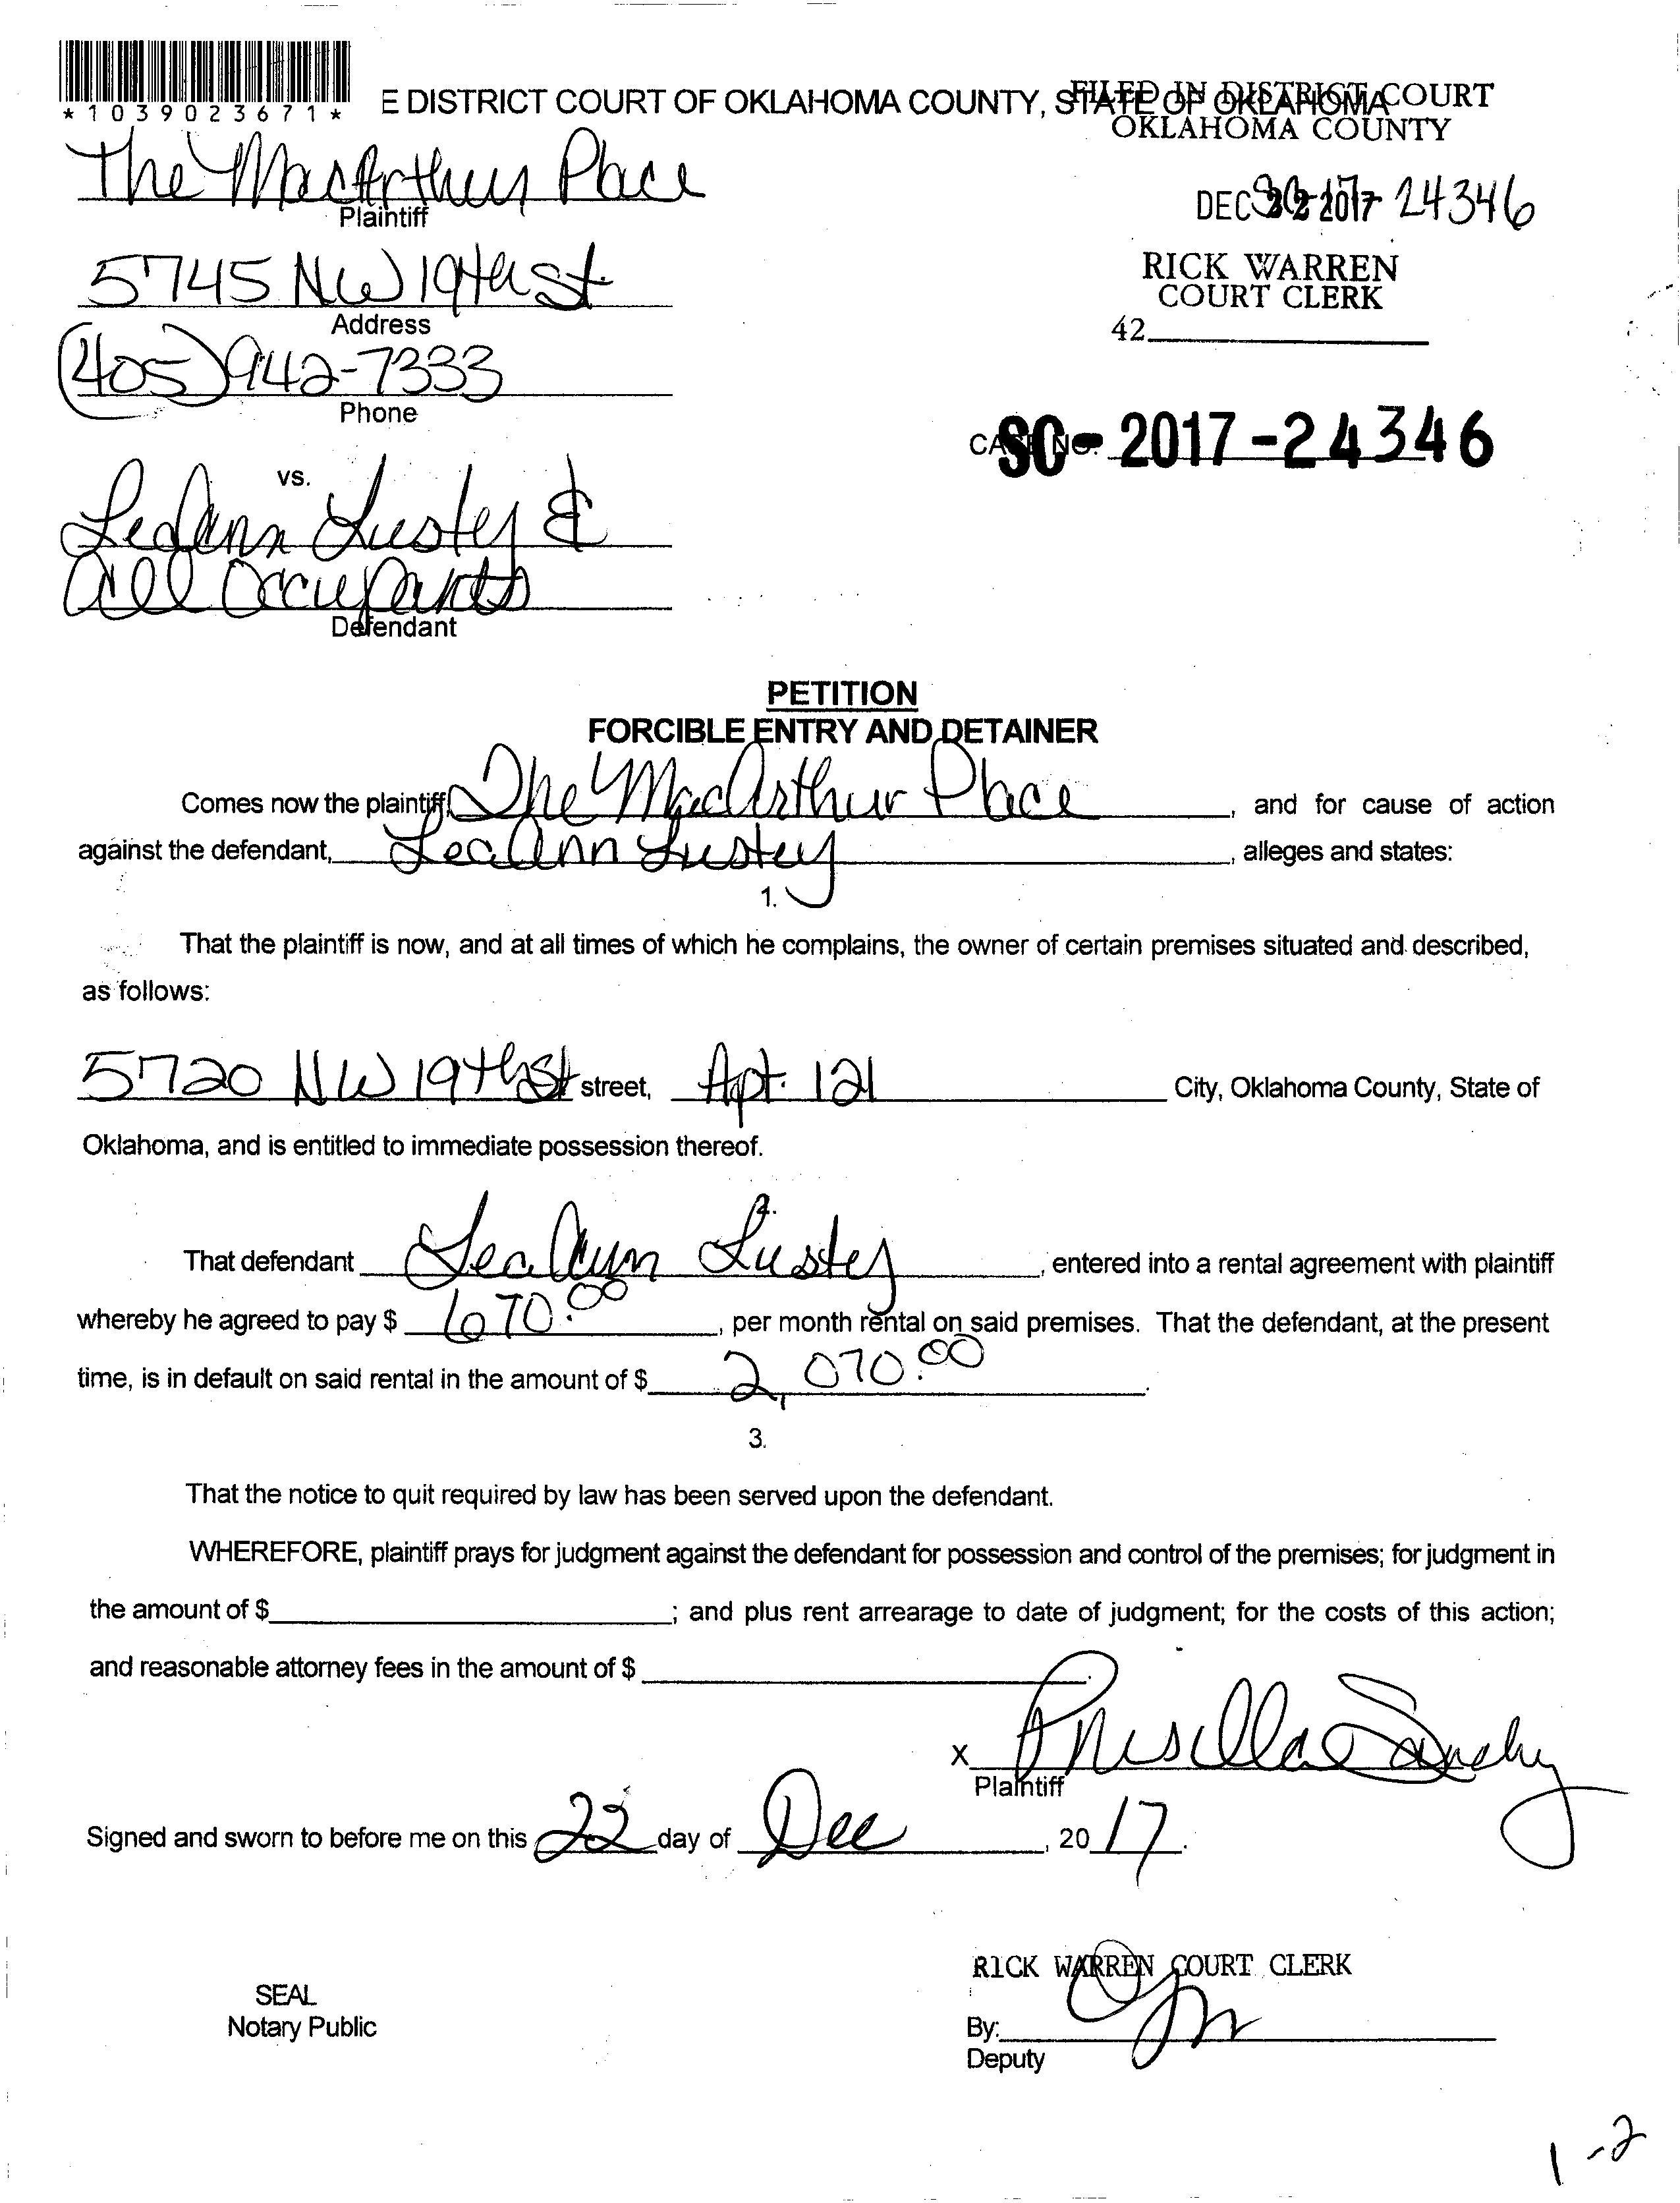 *1039023671*
E DISTRICT COURT OF OKLAHOMA COUNTY, STATE OF OKLAHOMA
FILED IN DISTRICT COURT
OKLAHOMA COUNTY
The MacArthur Place
Plaintiff
DEC 22 2017 24346
5745 NW 19th St.
Address
RICK WARREN
COURT CLERK
42
(405) 942-7333
Phone
CASE NO. SC-2017-24346
vs.
LeaAnn Luster &
all Occupants
Defendant
PETITION
FORCIBLE ENTRY AND DETAINER
Comes now the plaintiff, The MacArthur Place, and for cause of action
against the defendant, LeaAnn Luster, alleges and states:
1.
That the plaintiff is now, and at all times of which he complains, the owner of certain premises situated and described,
as follows:
5720 NW 19th St street, Apt. 121 City, Oklahoma County, State of
Oklahoma, and is entitled to immediate possession thereof.
2.
That defendant LeaAnn Luster, entered into a rental agreement with plaintiff
whereby he agreed to pay $ 670.00, per month rental on said premises. That the defendant, at the present
time, is in default on said rental in the amount of $ 2,070.00.
3.
That the notice to quit required by law has been served upon the defendant.
WHEREFORE, plaintiff prays for judgment against the defendant for possession and control of the premises; for judgment in
the amount of $ ; and plus rent arrearage to date of judgment; for the costs of this action;
and reasonable attorney fees in the amount of $ .
x Priscilla
Plaintiff
Signed and sworn to before me on this 22 day of Dec, 20 17.
RICK WARREN COURT CLERK
SEAL
Notary Public
By:
Deputy
1-2